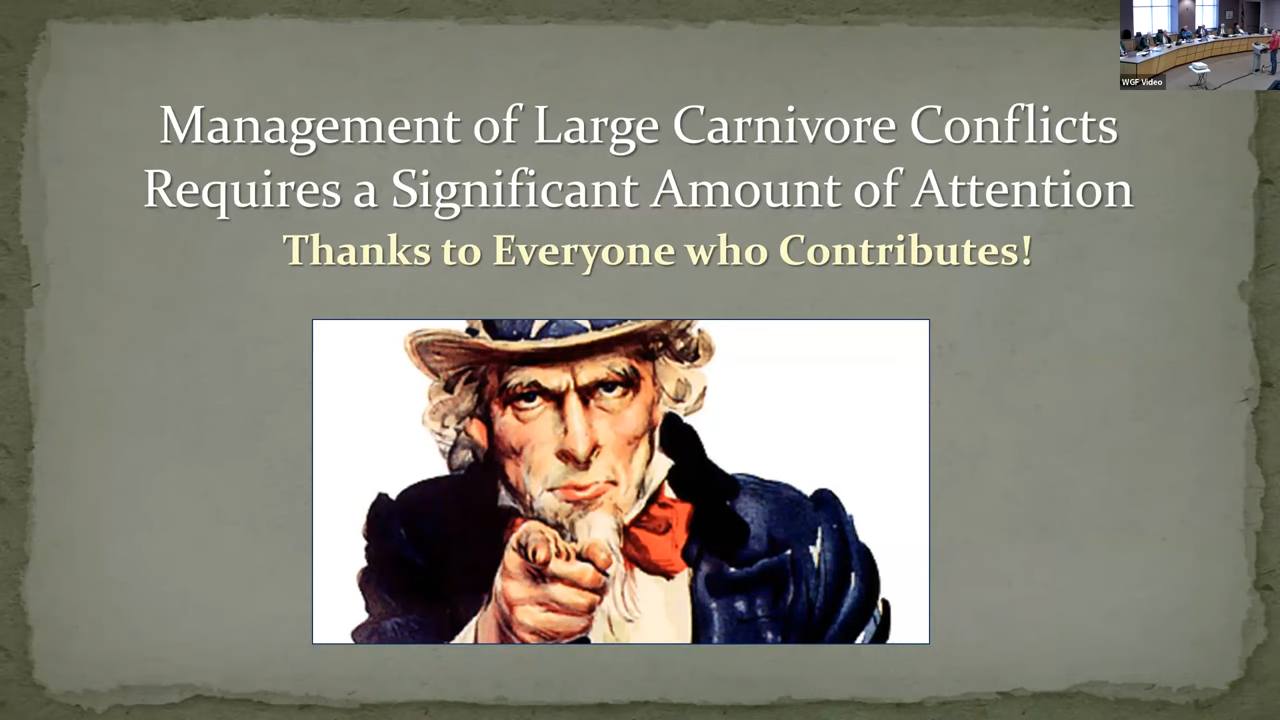 Management of Large Carnivore Conflicts
Requires a Significant Amount of Attention
Thanks to Everyone who Contributes!
WGF Video